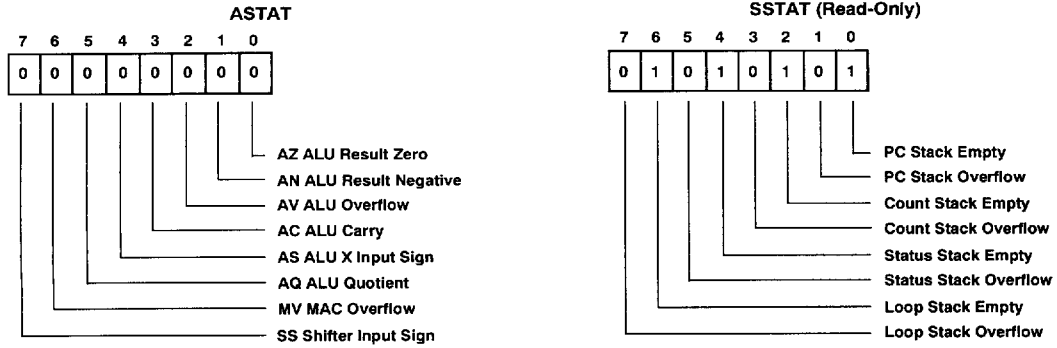 ASTAT
7 6 5 4 3 2 1 0
0 0 0 0 0 0 0 0
AZ ALU Result Zero
AN ALU Result Negative
AV ALU Overflow
AC ALU Carry
AS ALU X Input Sign
AQ ALU Quotient
MV MAC Overflow
SS Shifter Input Sign
SSTAT (Read-Only)
7 6 5 4 3 2 1 0
0 1 0 1 0 1 0 1
PC Stack Empty
PC Stack Overflow
Count Stack Empty
Count Stack Overflow
Status Stack Empty
Status Stack Overflow
Loop Stack Empty
Loop Stack Overflow